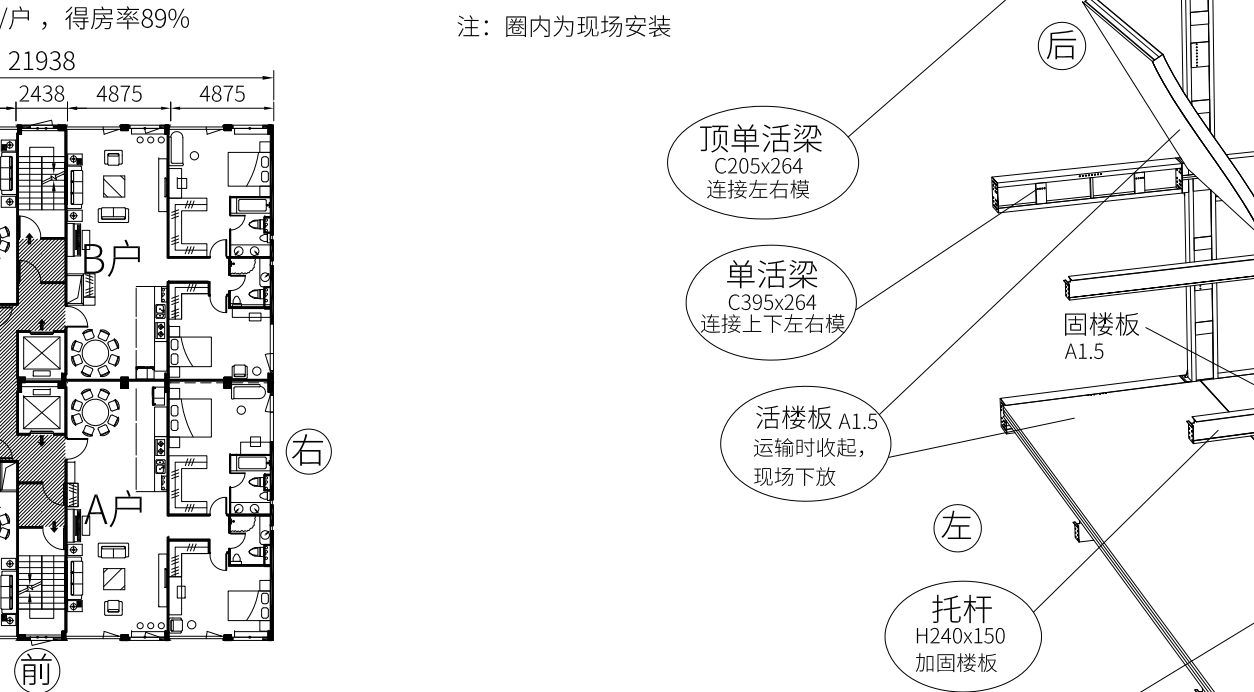 /户，得房率89%
21938
2438
4875
4875
B户
A户
右
前
注：圈内为现场安装
后
顶单活梁
C205x264
连接左右模
单活梁
C395x264
连接上下左右模
固楼板
A1.5
活楼板 A1.5
运输时收起，
现场下放
左
托杆
H240x150
加固楼板